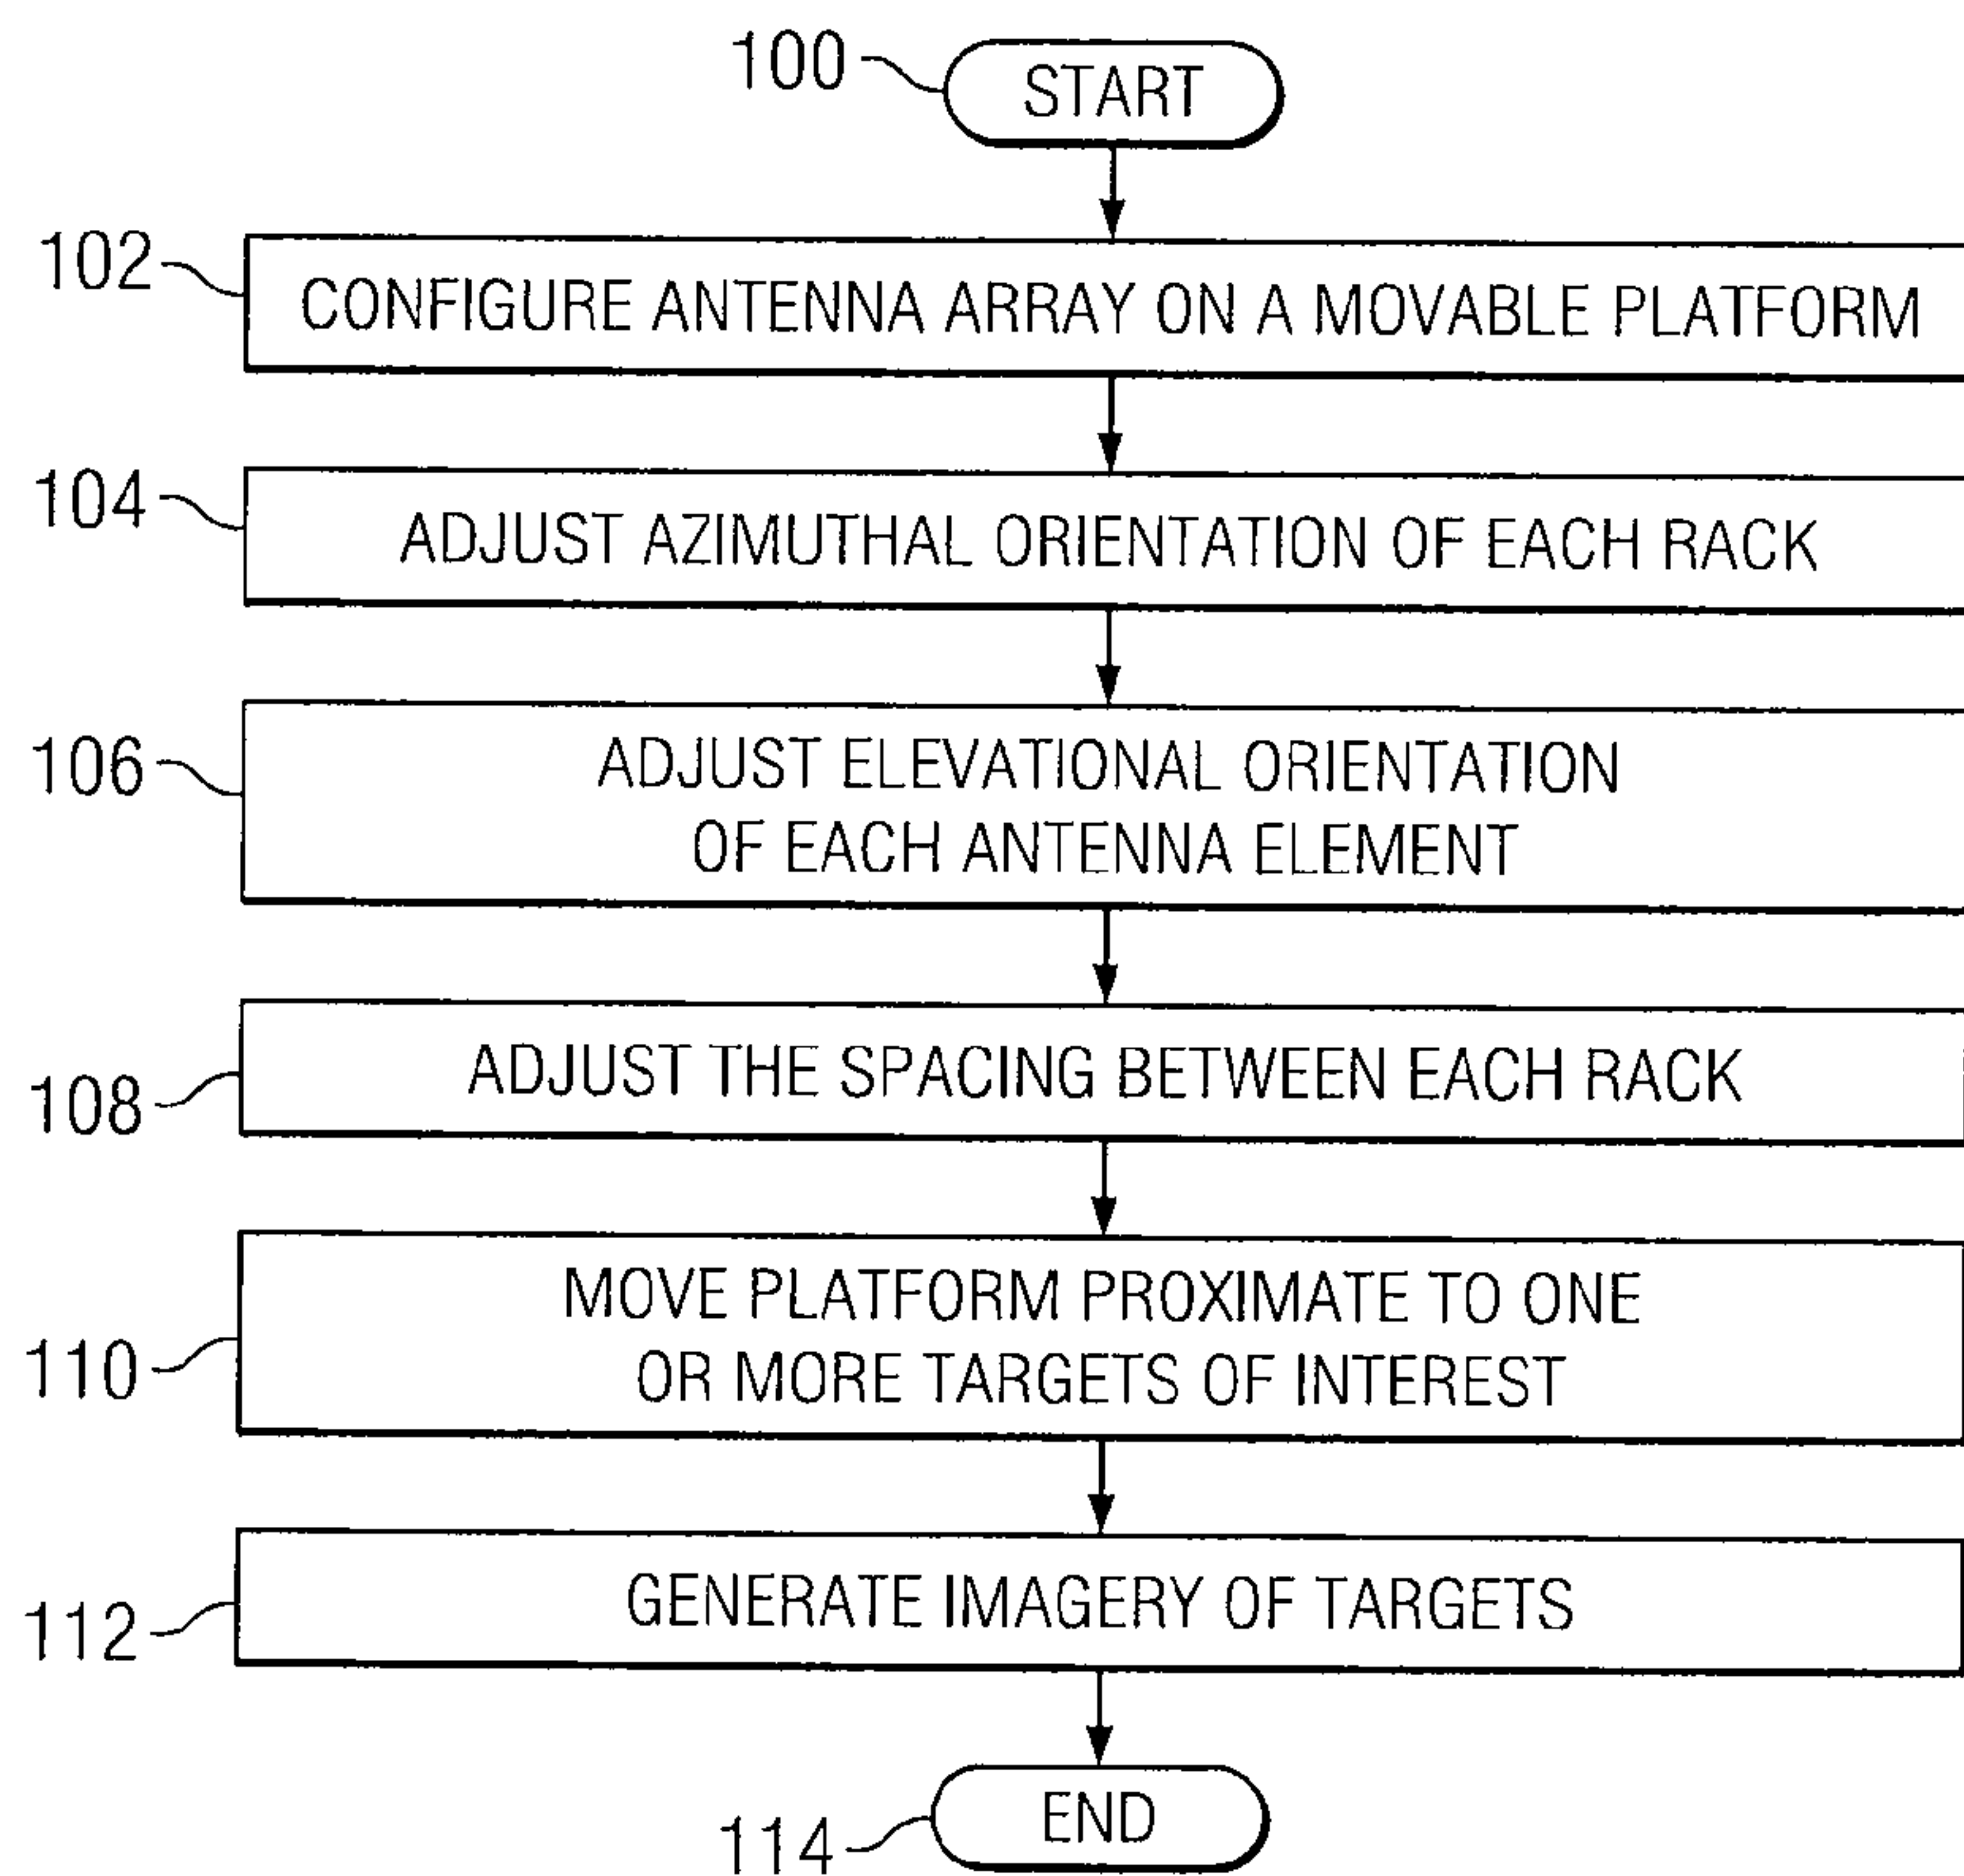 100
START
102
CONFIGURE ANTENNA ARRAY ON A MOVABLE PLATFORM
104
ADJUST AZIMUTHAL ORIENTATION OF EACH RACK
106
ADJUST ELEVATIONAL ORIENTATION
OF EACH ANTENNA ELEMENT
108
ADJUST THE SPACING BETWEEN EACH RACK
110
MOVE PLATFORM PROXIMATE TO ONE
OR MORE TARGETS OF INTEREST
112
GENERATE IMAGERY OF TARGETS
114
END